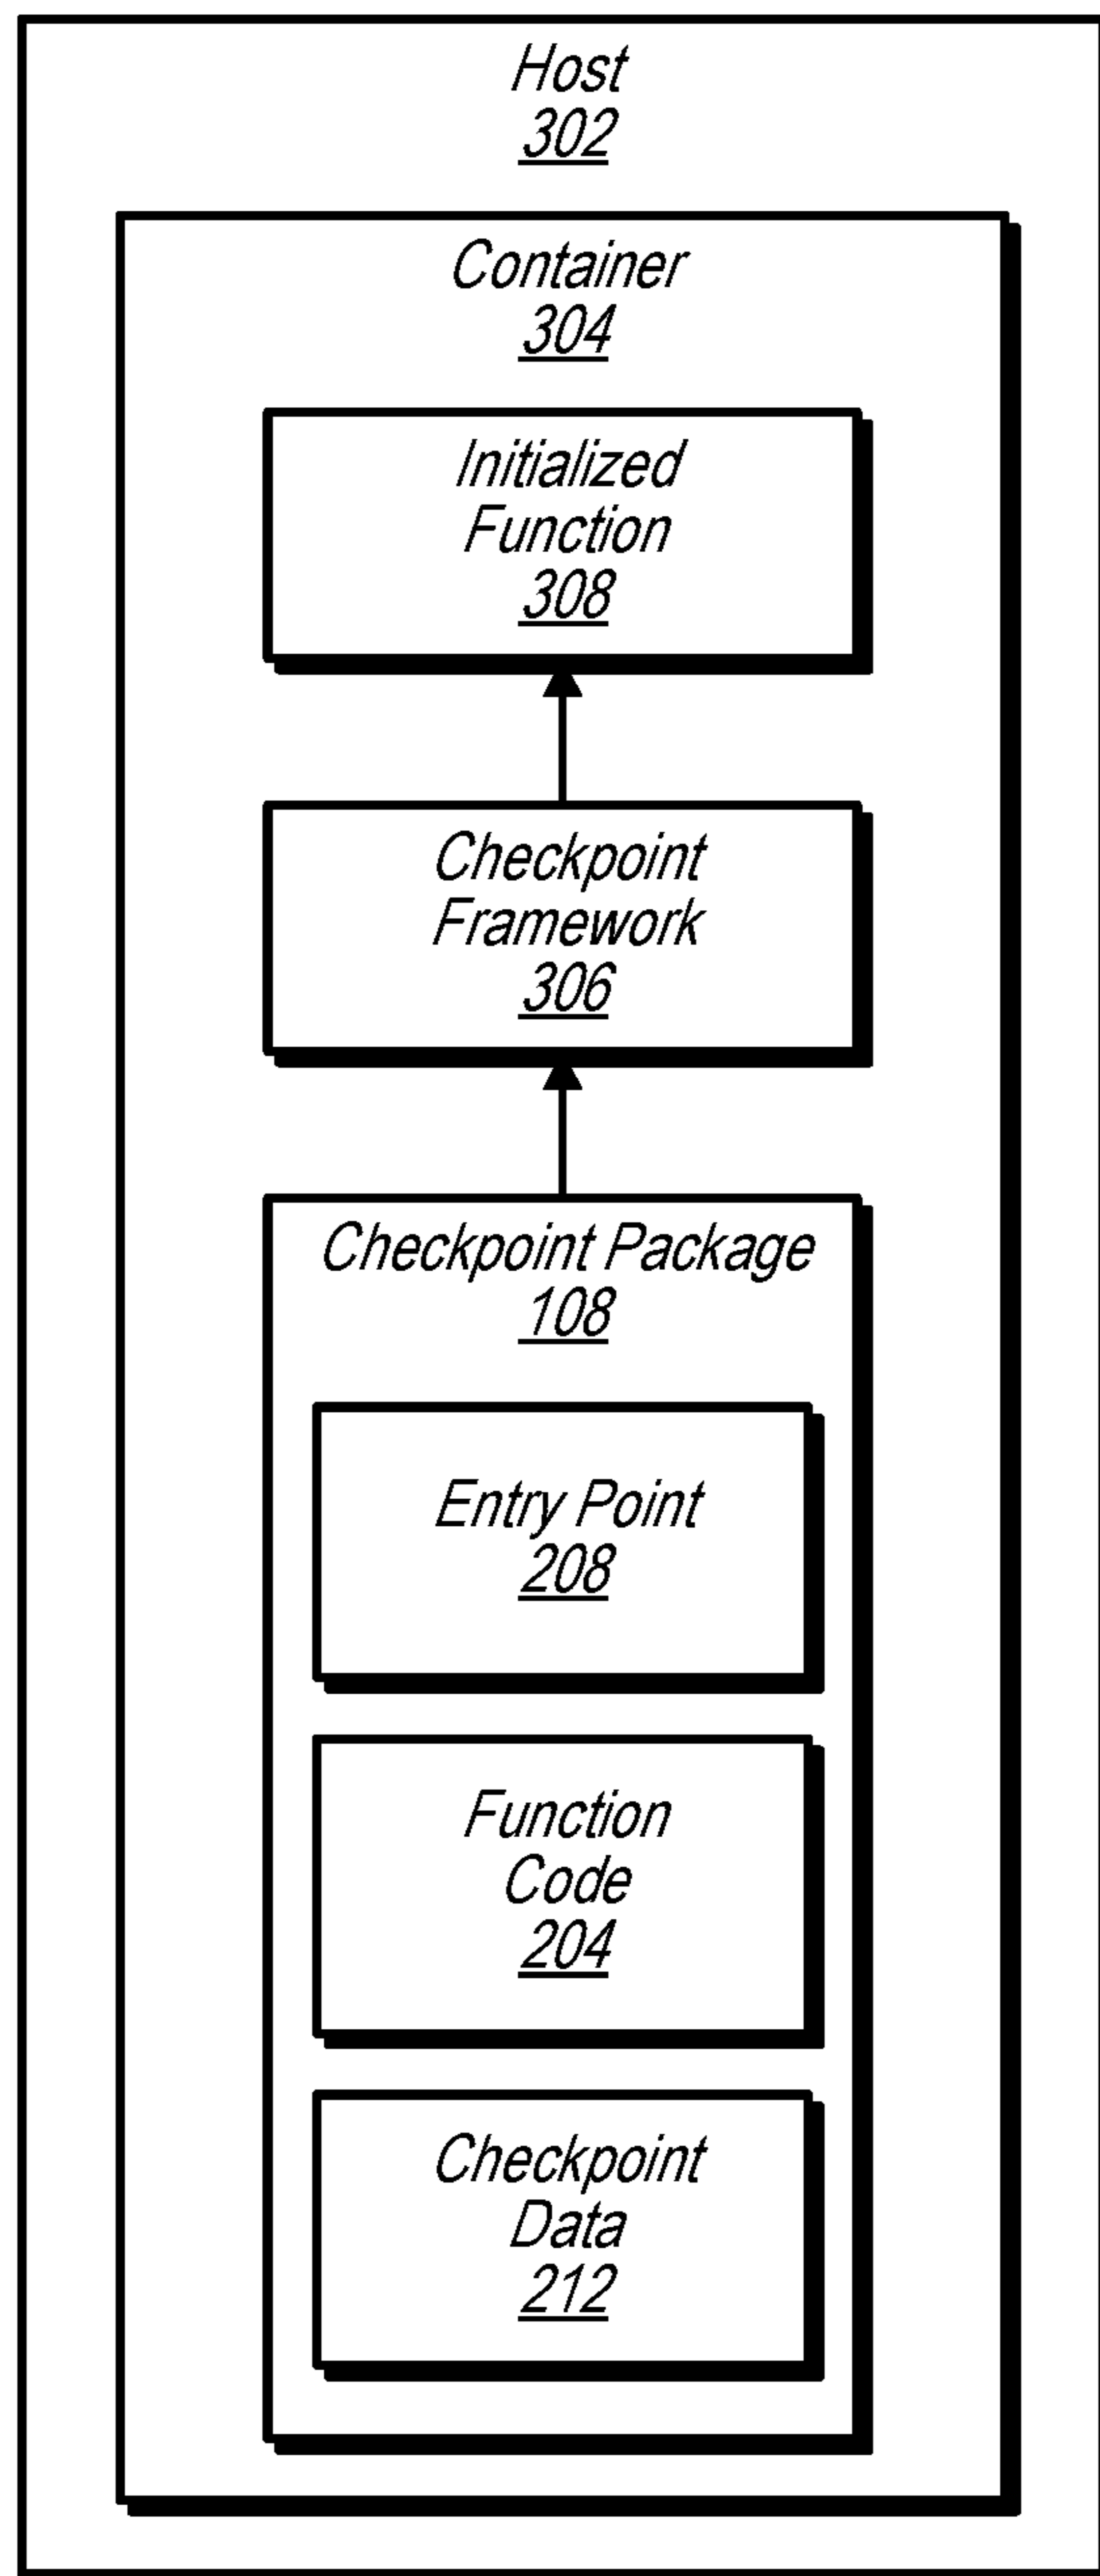 Host
302
Container
304
Initialized
Function
308
Checkpoint
Framework
306
Checkpoint Package
108
Entry Point
208
Function
Code
204
Checkpoint
Data
212